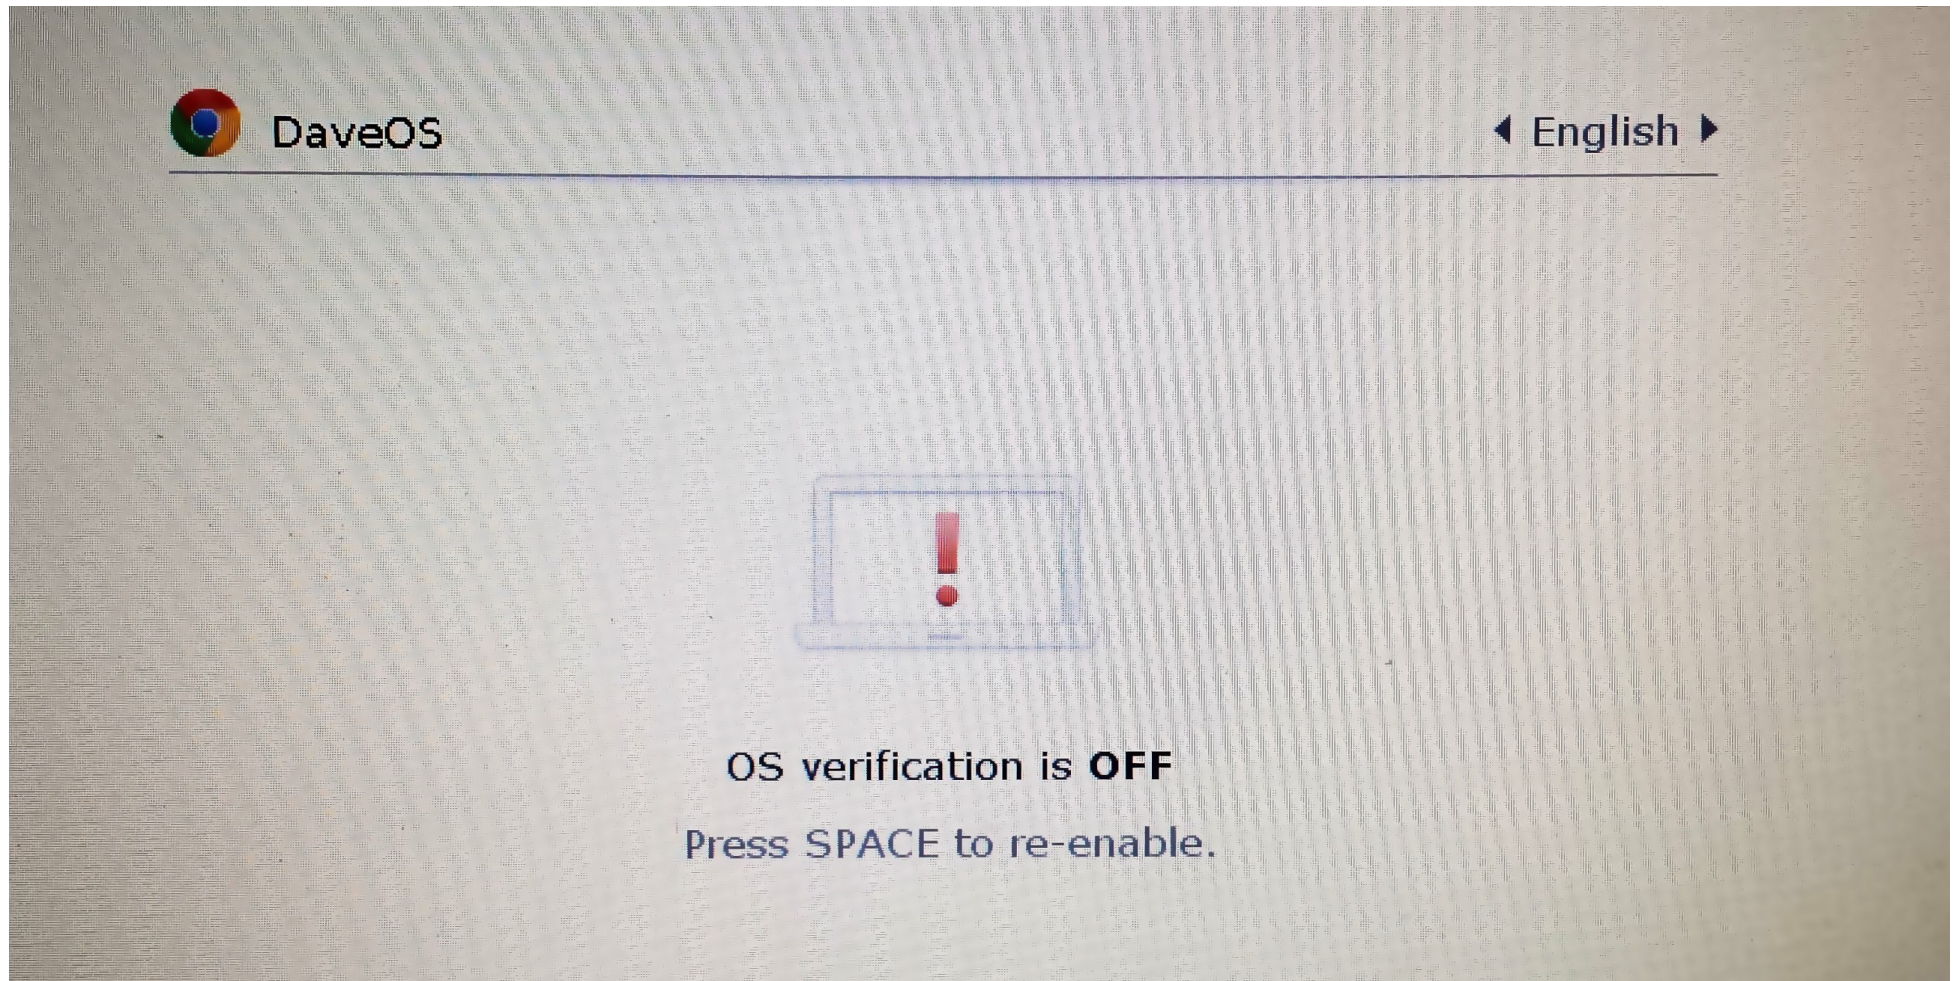 DaveOS
English
OS verification is OFF
Press SPACE to re-enable.